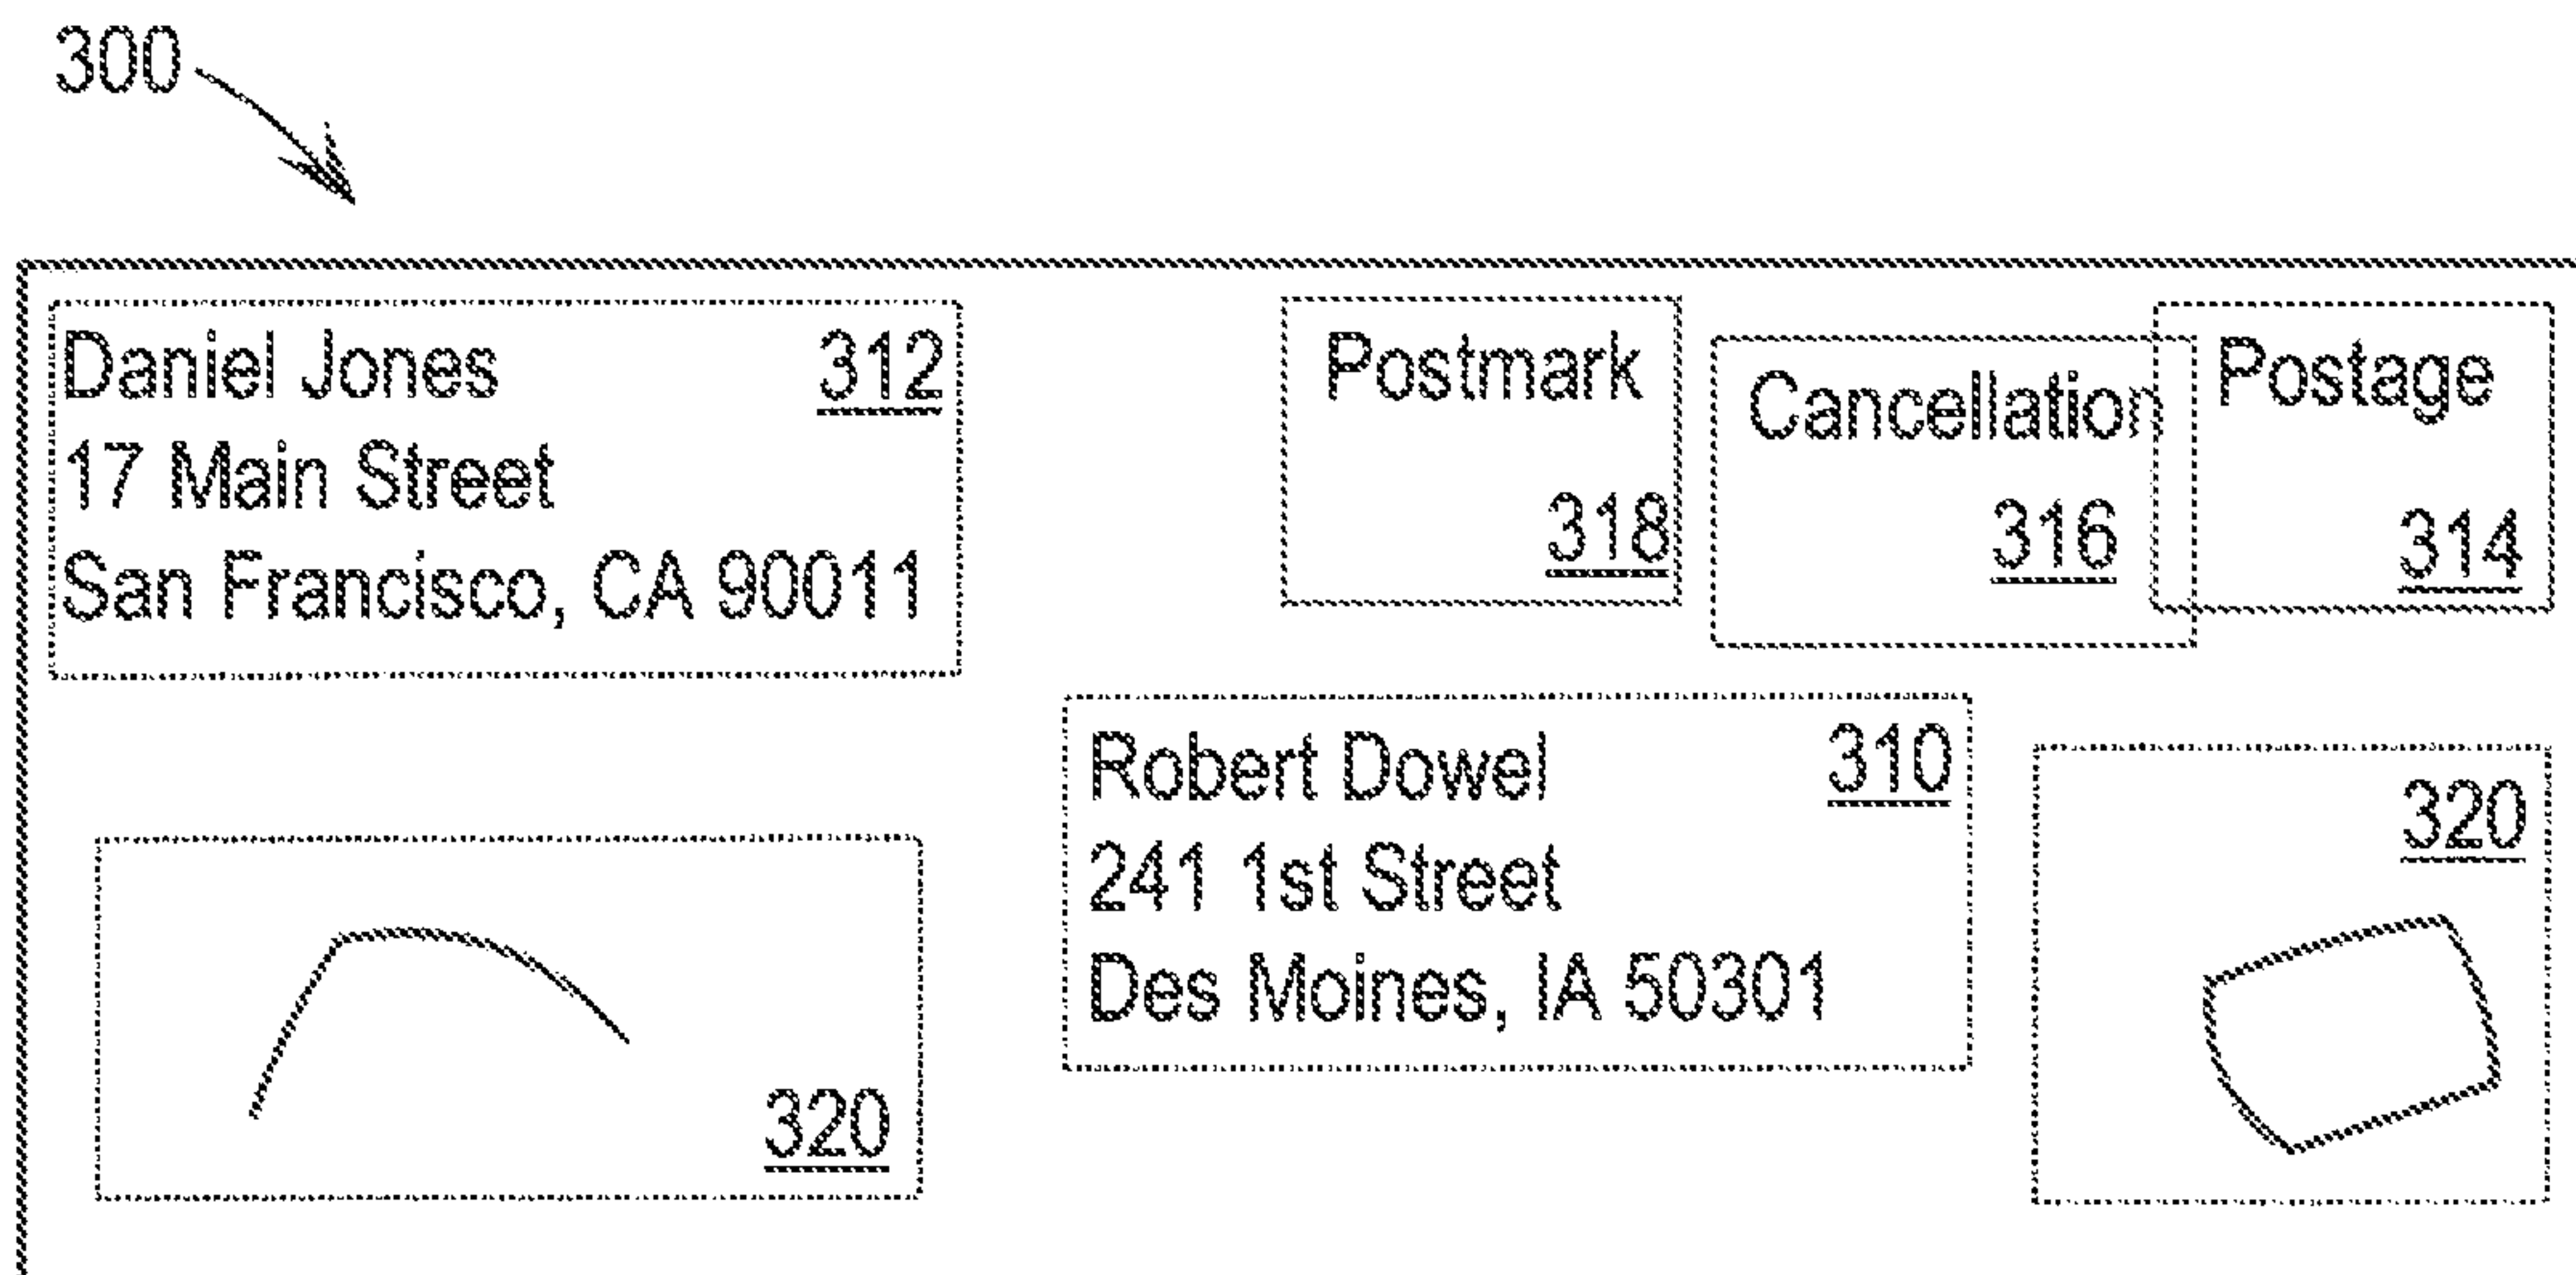 300
Daniel Jones 312
17 Main Street
San Francisco, CA 90011
Postmark
318
Cancellation
316
Postage
314
Robert Dowel 310
241 1st Street
Des Moines, IA 50301
320
320